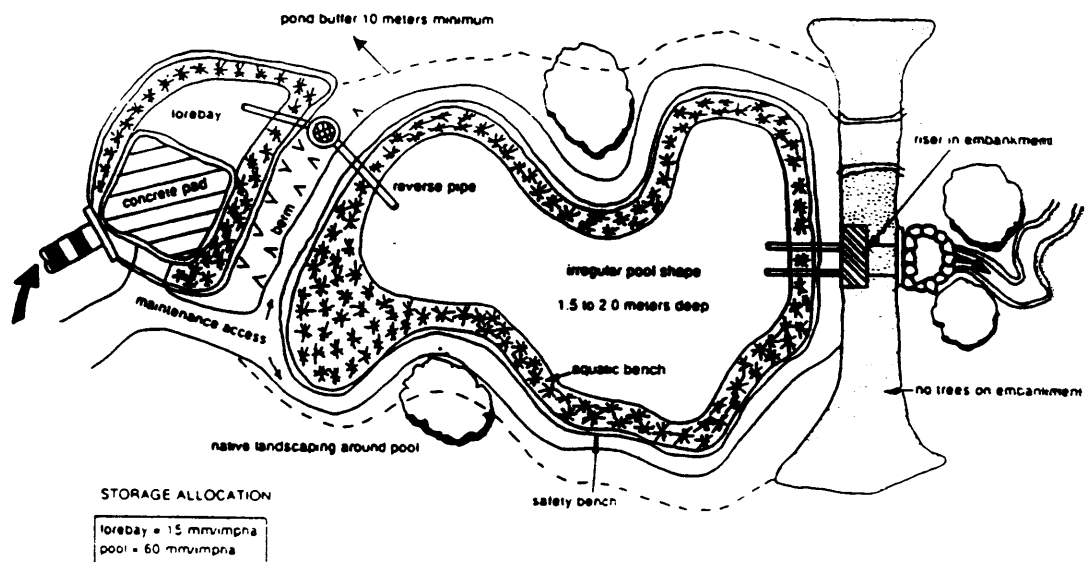 pond buffer 10 meters minimum
forebay
concrete pad
reverse pipe
berm
riser in embankment
irregular pool shape
1.5 to 2.0 meters deep
maintenance access
aquatic bench
no trees on embankment
native landscaping around pool
safety bench
STORAGE ALLOCATION
forebay = 15 mm/impha
pool = 60 mm/impha